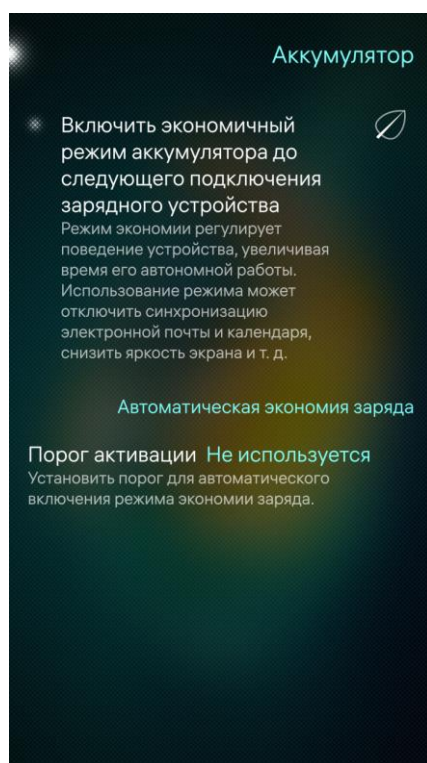 Аккумулятор
Включить экономичный
режим аккумулятора до
следующего подключения
зарядного устройства
Режим экономии регулирует
поведение устройства, увеличивая
время его автономной работы.
Использование режима может
отключить синхронизацию
электронной почты и календаря,
снизить яркость экрана и т. д.
Автоматическая экономия заряда
Порог активации Не используется
Установить порог для автоматического
включения режима экономии заряда.